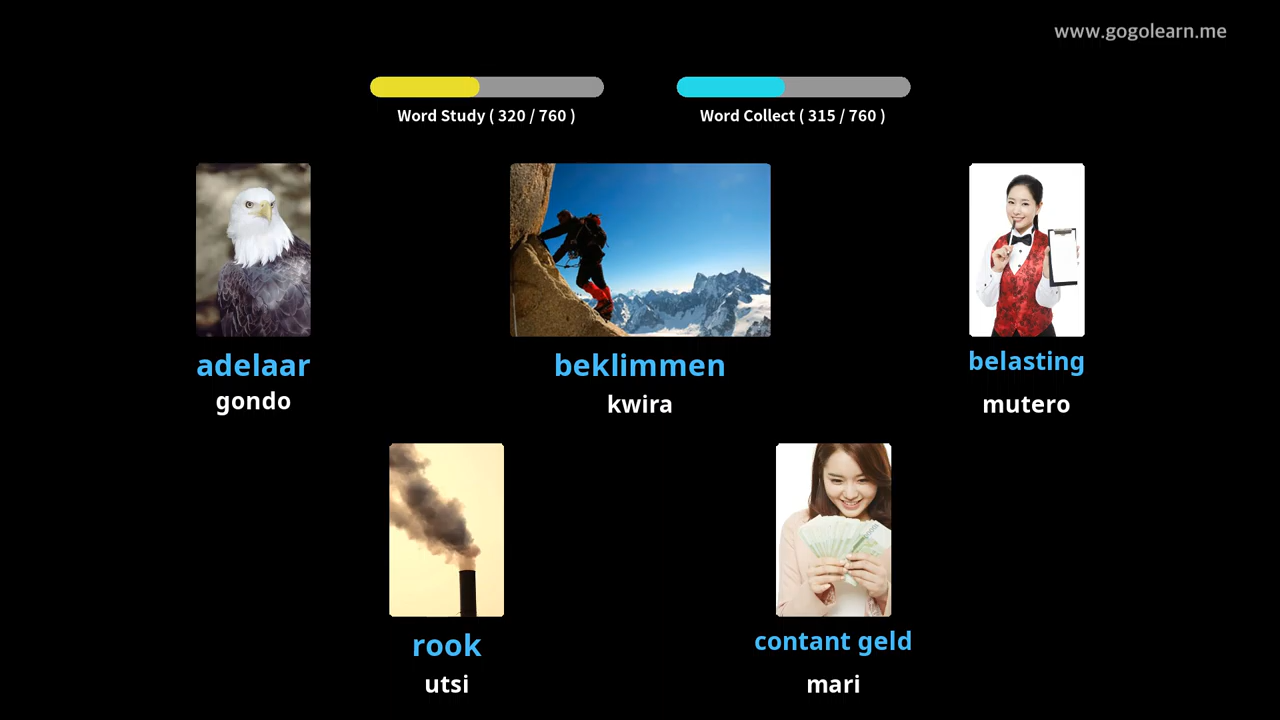 www.gogolearn.me
Word Study ( 320 / 760 )
Word Collect ( 315 / 760 )
adelaar
gondo
beklimmen
kwira
belasting
mutero
rook
utsi
contant geld
mari